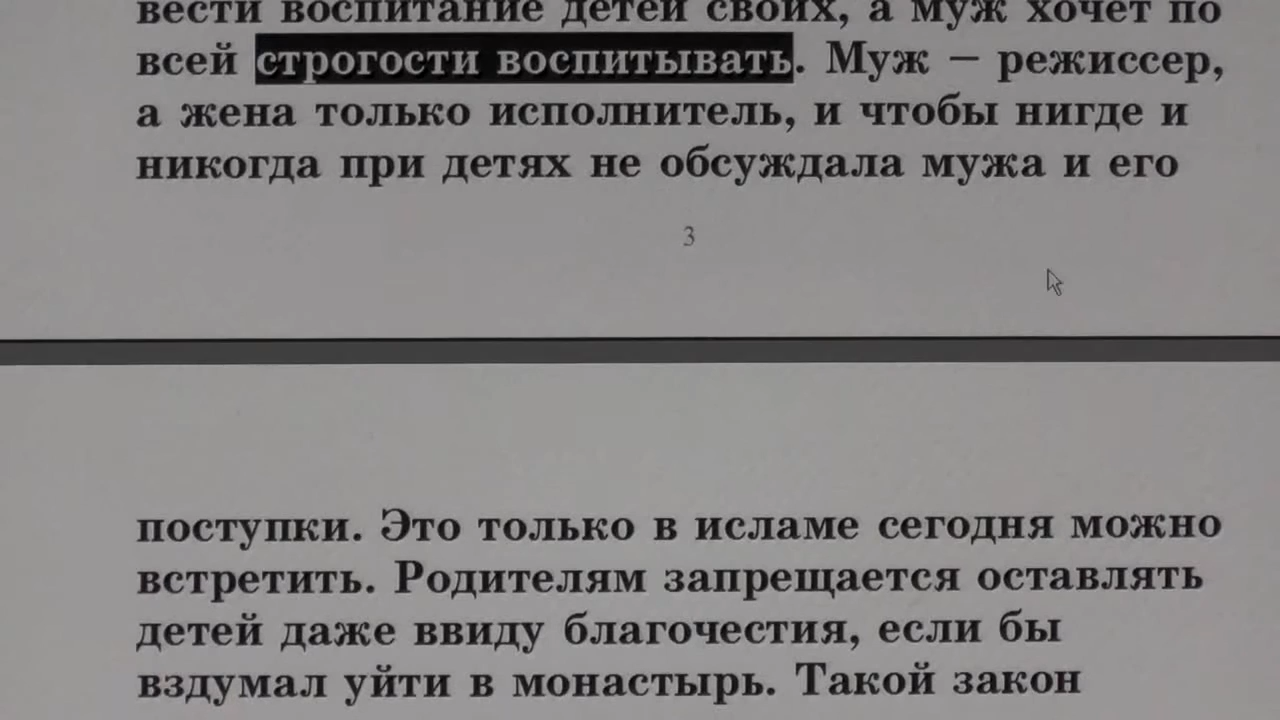 вести воспитание детей своих, а муж хочет по
всей строгости воспитывать. Муж — режиссер,
а жена только исполнитель, и чтобы нигде и
никогда при детях не обсуждала мужа и его
3
поступки. Это только в исламе сегодня можно
встретить. Родителям запрещается оставлять
детей даже ввиду благочестия, если бы
вздумал уйти в монастырь. Такой закон